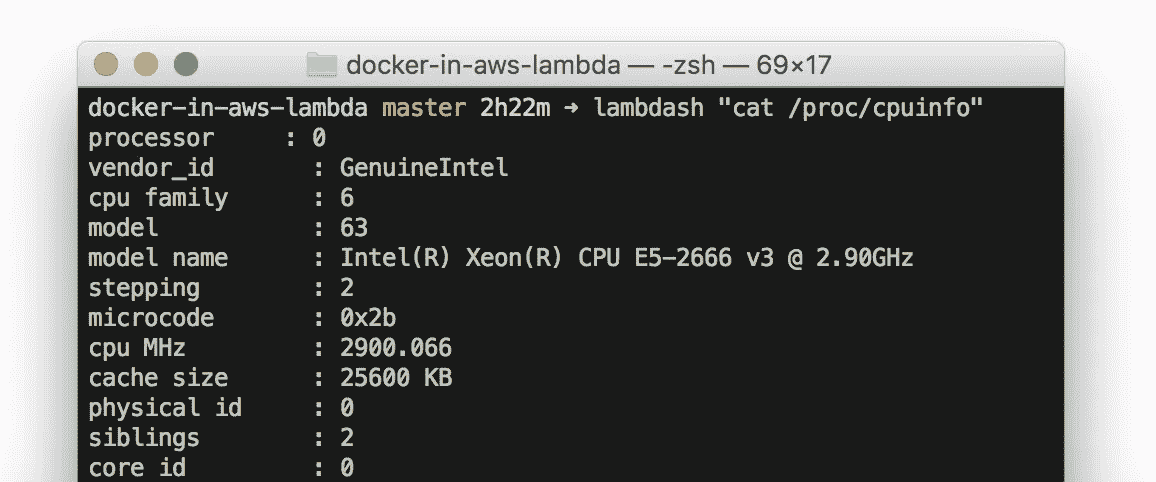 docker-in-aws-lambda — -zsh — 69×17
docker-in-aws-lambda master 2h22m → lambdash "cat /proc/cpuinfo"
processor : 0
vendor_id : GenuineIntel
cpu family : 6
model : 63
model name : Intel(R) Xeon(R) CPU E5-2666 v3 @ 2.90GHz
stepping : 2
microcode : 0x2b
cpu MHz : 2900.066
cache size : 25600 KB
physical id : 0
siblings : 2
core id : 0